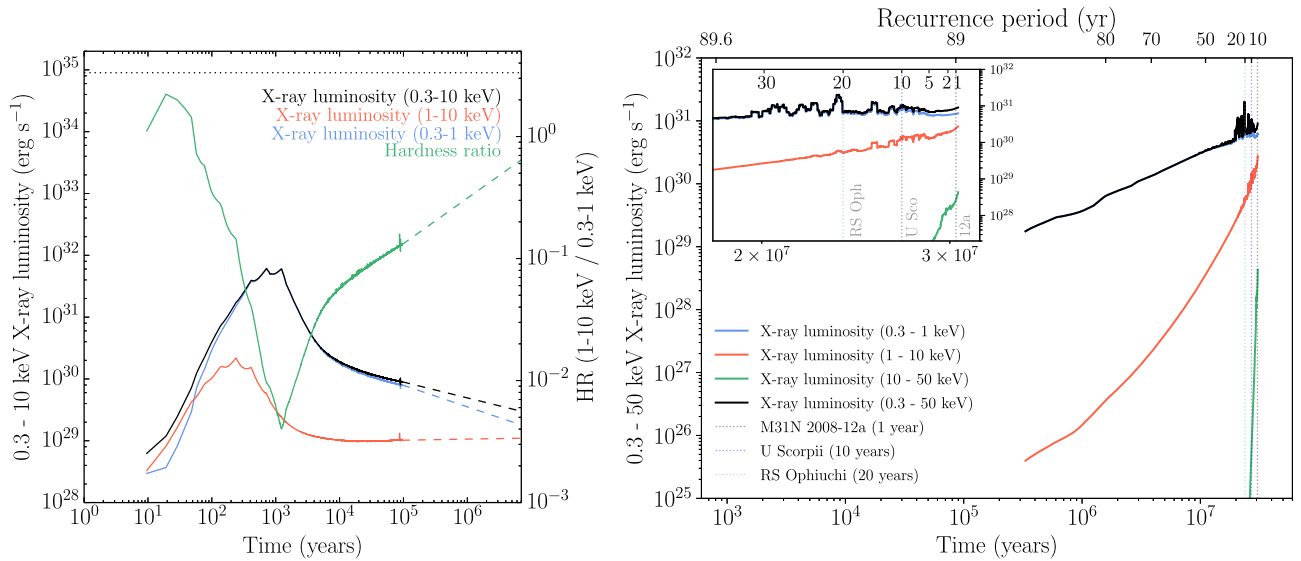 10^35
10^34
10^33
10^32
10^31
10^30
10^29
10^28
0.3 - 10 keV X-ray luminosity (erg s^−1)
X-ray luminosity (0.3-10 keV)
X-ray luminosity (1-10 keV)
X-ray luminosity (0.3-1 keV)
Hardness ratio
10^0
10^−1
10^−2
10^−3
HR (1-10 keV / 0.3-1 keV)
10^0 10^1 10^2 10^3 10^4 10^5 10^6
Time (years)
Recurrence period (yr)
89.6 89 80 70 50 20 10
10^32
10^31
10^30
10^29
10^28
10^27
10^26
10^25
0.3 - 50 keV X-ray luminosity (erg s^−1)
30 20 10 5 2 1
10^32
10^31
10^30
10^29
10^28
RS Oph
U Sco
12a
2 × 10^7 3 × 10^7
X-ray luminosity (0.3 - 1 keV)
X-ray luminosity (1 - 10 keV)
X-ray luminosity (10 - 50 keV)
X-ray luminosity (0.3 - 50 keV)
M31N 2008-12a (1 year)
U Scorpii (10 years)
RS Ophiuchi (20 years)
10^3 10^4 10^5 10^6 10^7
Time (years)